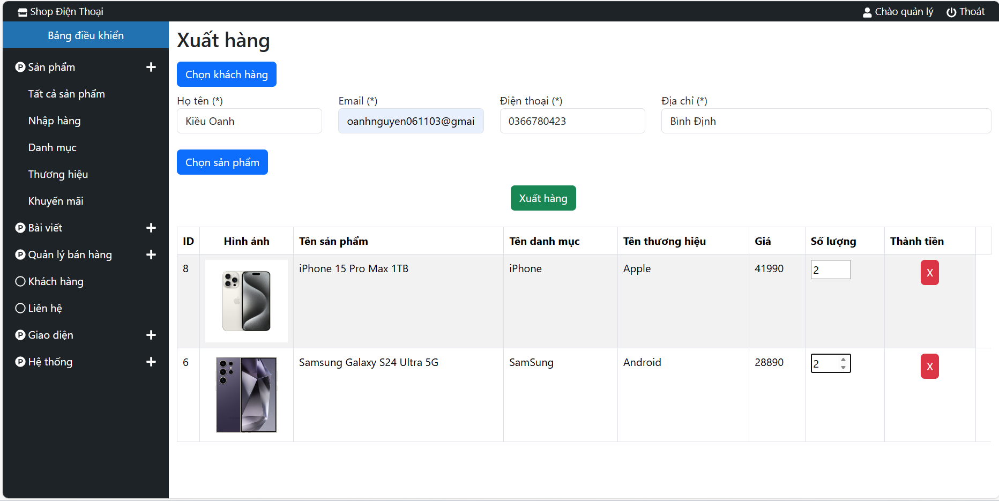 Shop Điện Thoại
Chào quản lý
Thoát
Bảng điều khiển
Sản phẩm
Tất cả sản phẩm
Nhập hàng
Danh mục
Thương hiệu
Khuyến mãi
Bài viết
Quản lý bán hàng
Khách hàng
Liên hệ
Giao diện
Hệ thống
Xuất hàng
Chọn khách hàng
Họ tên (*) Email (*) Điện thoại (*) Địa chỉ (*)
Kiều Oanh oanhnguyen061103@gmai 0366780423 Bình Định
Chọn sản phẩm
Xuất hàng
ID Hình ảnh Tên sản phẩm Tên danh mục Tên thương hiệu Giá Số lượng Thành tiền
8 iPhone 15 Pro Max 1TB iPhone Apple 41990 2 X
6 Samsung Galaxy S24 Ultra 5G SamSung Android 28890 2 X